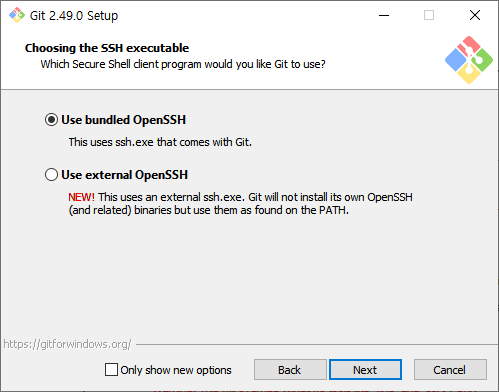 Git 2.49.0 Setup
Choosing the SSH executable
Which Secure Shell client program would you like Git to use?
Use bundled OpenSSH
This uses ssh.exe that comes with Git.
Use external OpenSSH
NEW! This uses an external ssh.exe. Git will not install its own OpenSSH
(and related) binaries but use them as found on the PATH.
https://gitforwindows.org/
Only show new options
Back
Next
Cancel